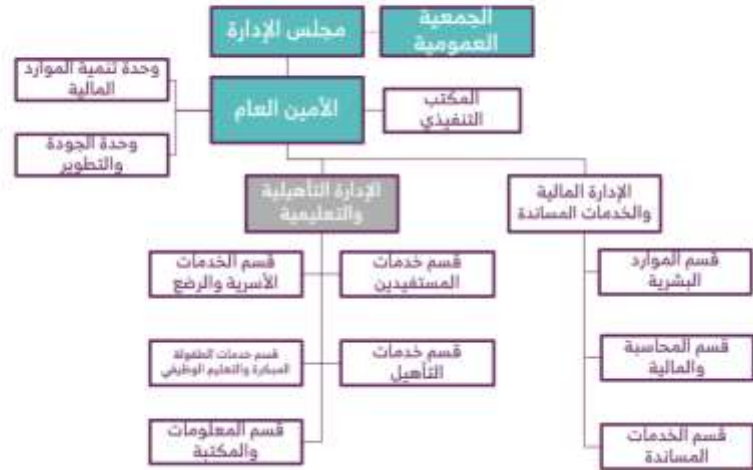 الجمعية
العمومية
مجلس الإدارة
وحدة تنمية الموارد
المالية
الأمين العام
المكتب
التنفيذي
وحدة الجودة
والتطوير
الإدارة المالية
والخدمات المساندة
الإدارة التأهيلية
والتعليمية
قسم الموارد
البشرية
قسم خدمات
المستفيدين
قسم الخدمات
الأسرية والرضع
قسم المحاسبة
والمالية
قسم خدمات
التأهيل
قسم خدمات الطفولة
المبكرة والتعليم الوظيفي
قسم الخدمات
المساندة
قسم المعلومات
والمكتبة